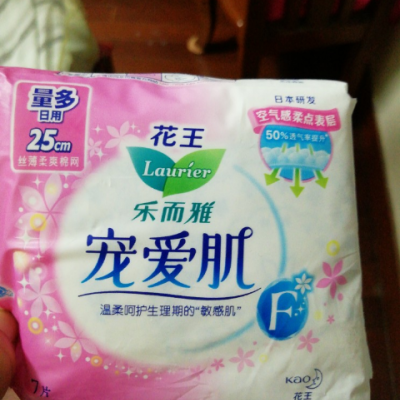 量多
日用
25cm
丝薄柔爽棉网
日本研发
空气感柔点表层
50%透气率提升
花王
Laurier
乐而雅
宠爱肌
温柔呵护生理期的“敏感肌”
F
7片
Kao
花王